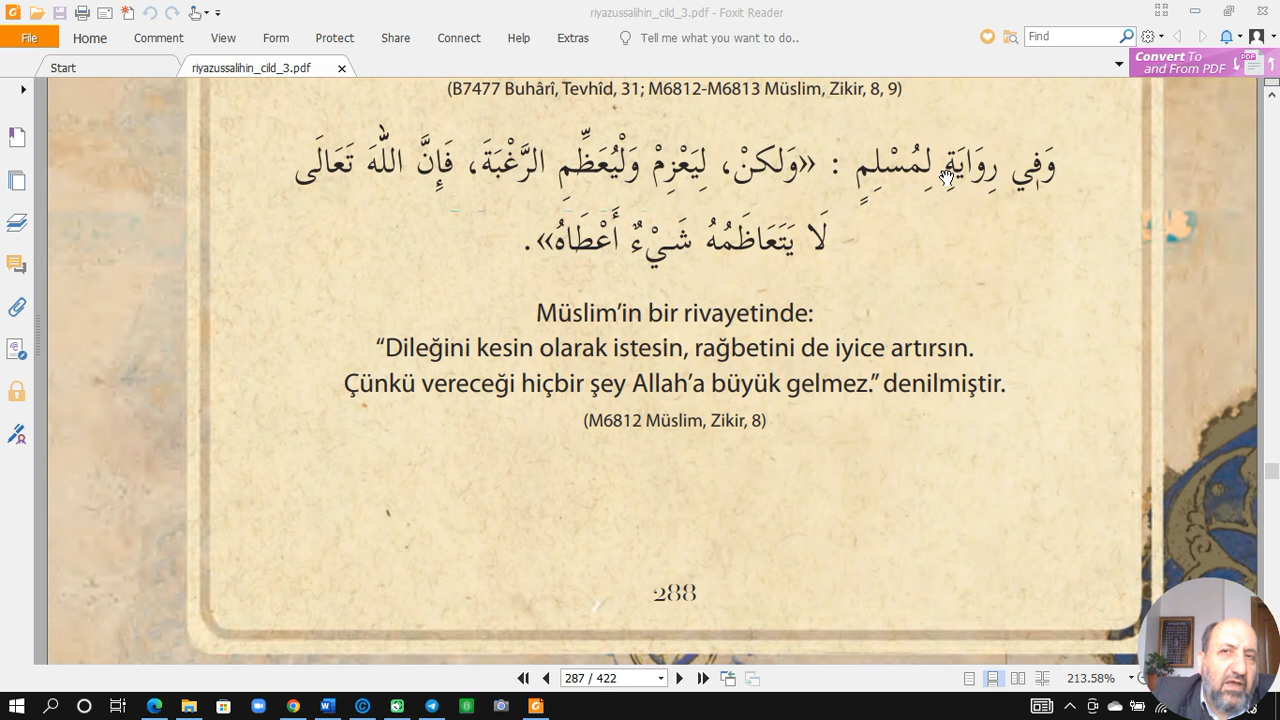 riyazussalihin_cild_3.pdf - Foxit Reader
File Home Comment View Form Protect Share Connect Help Extras Tell me what you want to do.. Find
Start riyazussalihin_cild_3.pdf Convert To
and From PDF
(B7477 Buhârî, Tevhîd, 31; M6812-M6813 Müslim, Zikir, 8, 9)
وَفِي رِوَايَةٍ لِمُسْلِمٍ : «وَلكنْ، لِيَعْزِمْ وَلْيُعَظِّمِ الرَّغْبَةَ، فَإِنَّ اللّٰهَ تَعَالَى
لَا يَتَعَاظَمُهُ شَيْءٌ أَعْطَاهُ».
Müslim’in bir rivayetinde:
“Dileğini kesin olarak istesin, rağbetini de iyice artırsın.
Çünkü vereceği hiçbir şey Allah’a büyük gelmez.” denilmiştir.
(M6812 Müslim, Zikir, 8)
288
287 / 422 213.58%